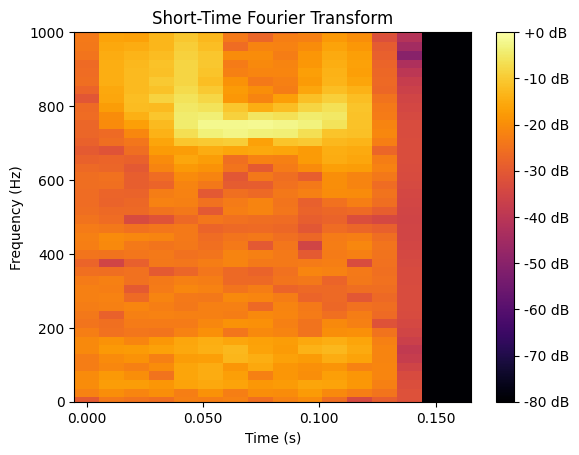 Short-Time Fourier Transform
1000
800
600
400
200
0
Frequency (Hz)
0.000
0.050
0.100
0.150
Time (s)
+0 dB
-10 dB
-20 dB
-30 dB
-40 dB
-50 dB
-60 dB
-70 dB
-80 dB